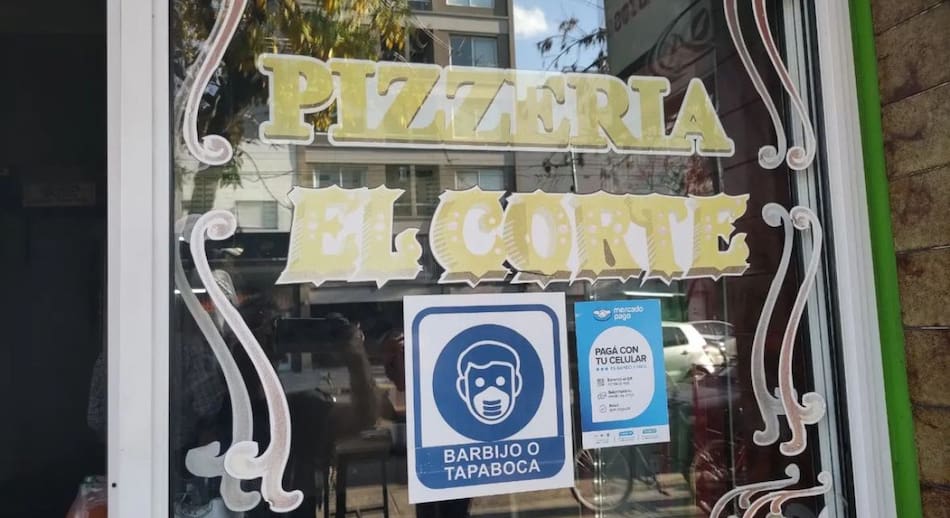 PIZZERIA
EL CORTE
BARBIJO O
TAPABOCA
mercado
pago
PAGÁ CON
TU CELULAR